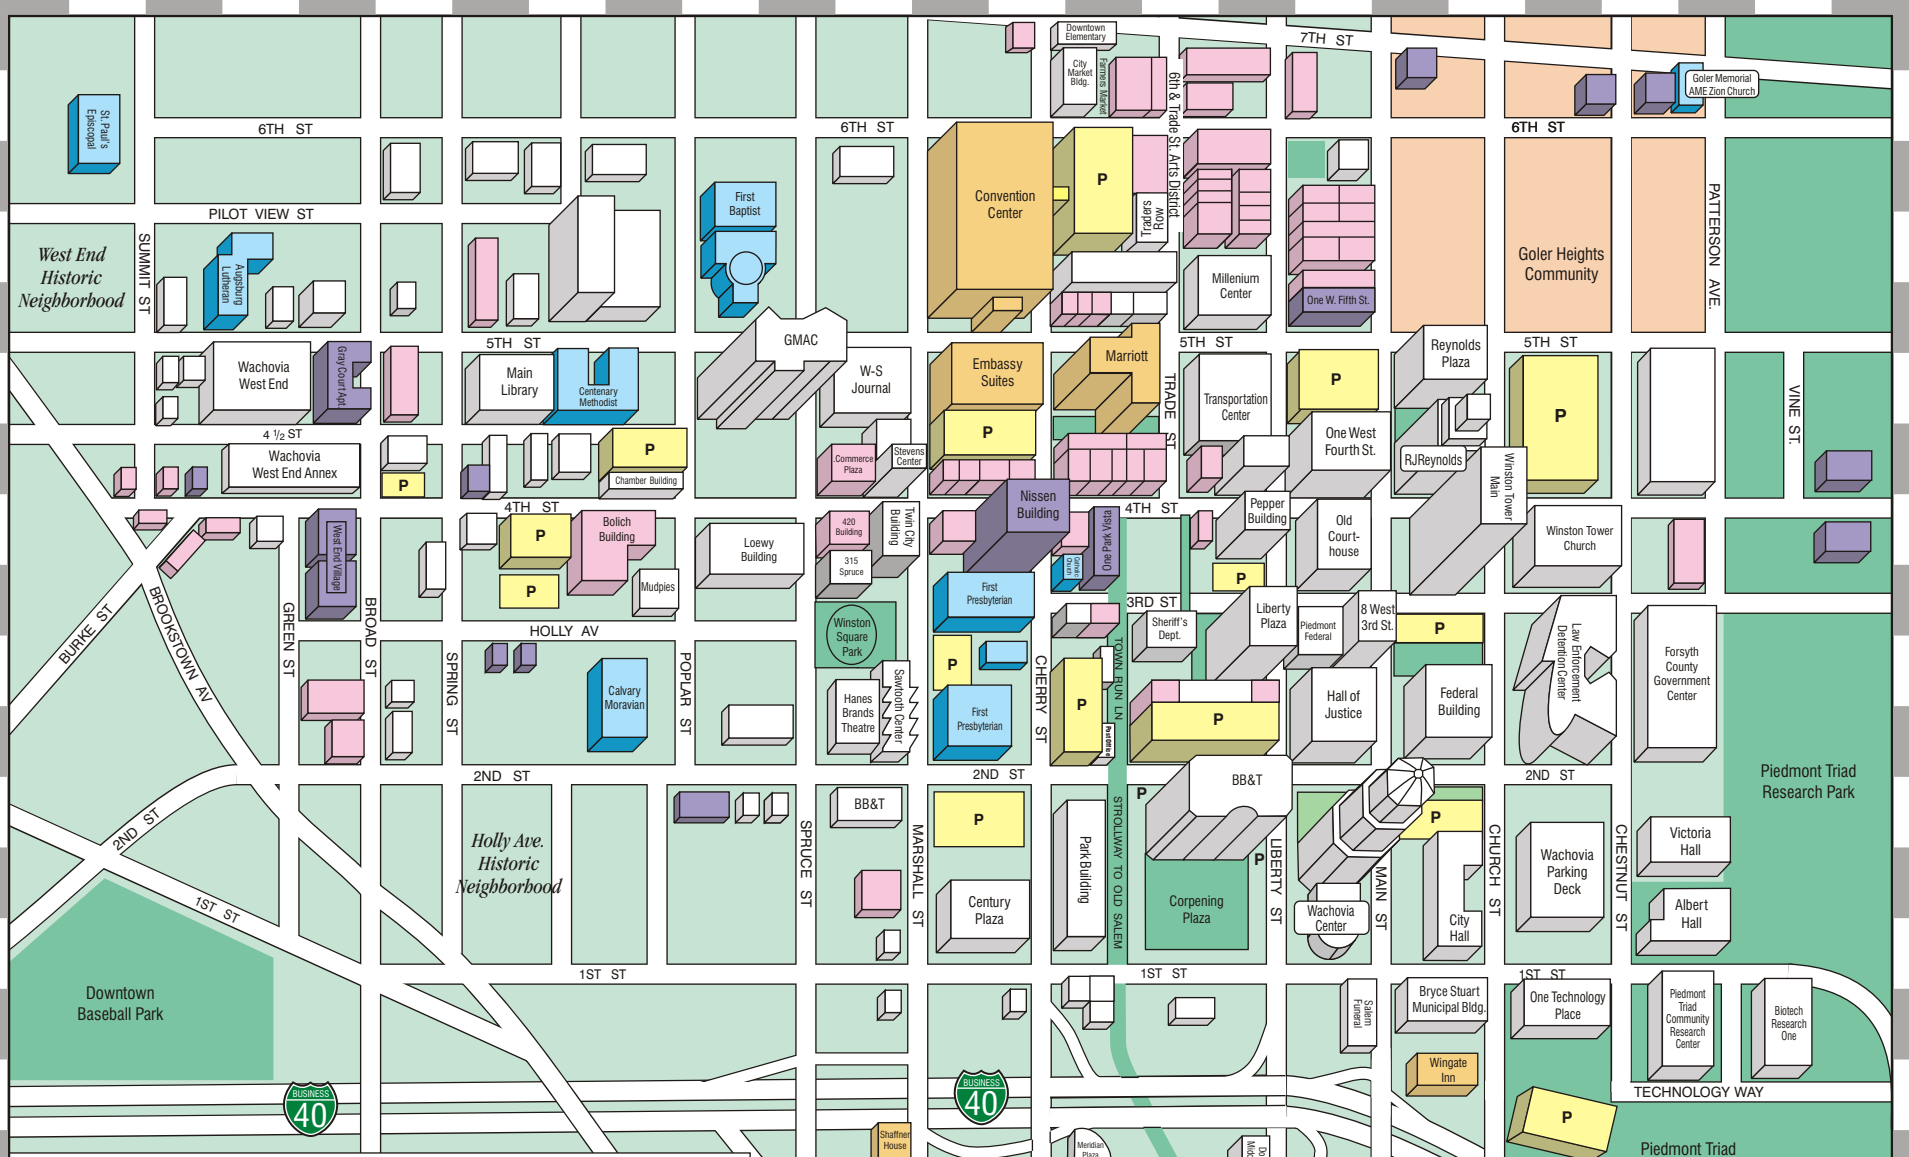 7TH ST
Downtown
Elementary
City
Market
Bldg.
Farmers Market
6th & Trade St. Arts District
Goler Memorial
AME Zion Church
St. Paul's
Episcopal
6TH ST
6TH ST
6TH ST
Convention
Center
P
Traders
Row
First
Baptist
PILOT VIEW ST
West End
Historic
Neighborhood
SUMMIT ST
Augsburg
Lutheran
Millenium
Center
One W. Fifth St.
Goler Heights
Community
PATTERSON AVE.
GMAC
5TH ST
5TH ST
5TH ST
Wachovia
West End
Gray Court Apt.
Main
Library
Centenary
Methodist
W-S
Journal
Embassy
Suites
Marriott
TRADE ST
Transportation
Center
P
Reynolds
Plaza
P
VINE ST.
4 1/2 ST
Wachovia
West End Annex
P
P
Chamber Building
Commerce
Plaza
Stevens
Center
P
One West
Fourth St.
RJReynolds
Winston Tower
Main
Nissen
Building
4TH ST
4TH ST
West End Village
P
P
Bolich
Building
Mudpies
Loewy
Building
420
Building
315
Spruce
Twin City
Building
One Park Vista
Catholic
Church
Pepper
Building
Old
Court-
house
Winston Tower
Church
P
BURKE ST
BROOKSTOWN AV
GREEN ST
BROAD ST
SPRING ST
HOLLY AV
POPLAR ST
Winston
Square
Park
First
Presbyterian
3RD ST
Sheriff's
Dept.
Liberty
Plaza
Piedmont
Federal
8 West
3rd St.
P
Law Enforcement
Detention Center
Forsyth
County
Government
Center
Calvary
Moravian
Hanes
Brands
Theatre
Sawtooth Center
P
First
Presbyterian
CHERRY ST
P
TOWN RUN LN
Post Office
P
Hall of
Justice
Federal
Building
2ND ST
2ND ST
2ND ST
2ND ST
Piedmont Triad
Research Park
BB&T
P
BB&T
P
P
Holly Ave.
Historic
Neighborhood
SPRUCE ST
MARSHALL ST
Century
Plaza
Park Building
STROLLWAY TO OLD SALEM
Corpening
Plaza
P
LIBERTY ST
Wachovia
Center
MAIN ST
City
Hall
CHURCH ST
Wachovia
Parking
Deck
CHESTNUT ST
Victoria
Hall
Albert
Hall
1ST ST
1ST ST
1ST ST
1ST ST
Downtown
Baseball Park
Salem
Funeral
Bryce Stuart
Municipal Bldg.
One Technology
Place
Piedmont
Triad
Community
Research
Center
Biotech
Research
One
Wingate
Inn
BUSINESS
40
BUSINESS
40
TECHNOLOGY WAY
P
Shaffner
House
Meridian
Plaza
Piedmont Triad